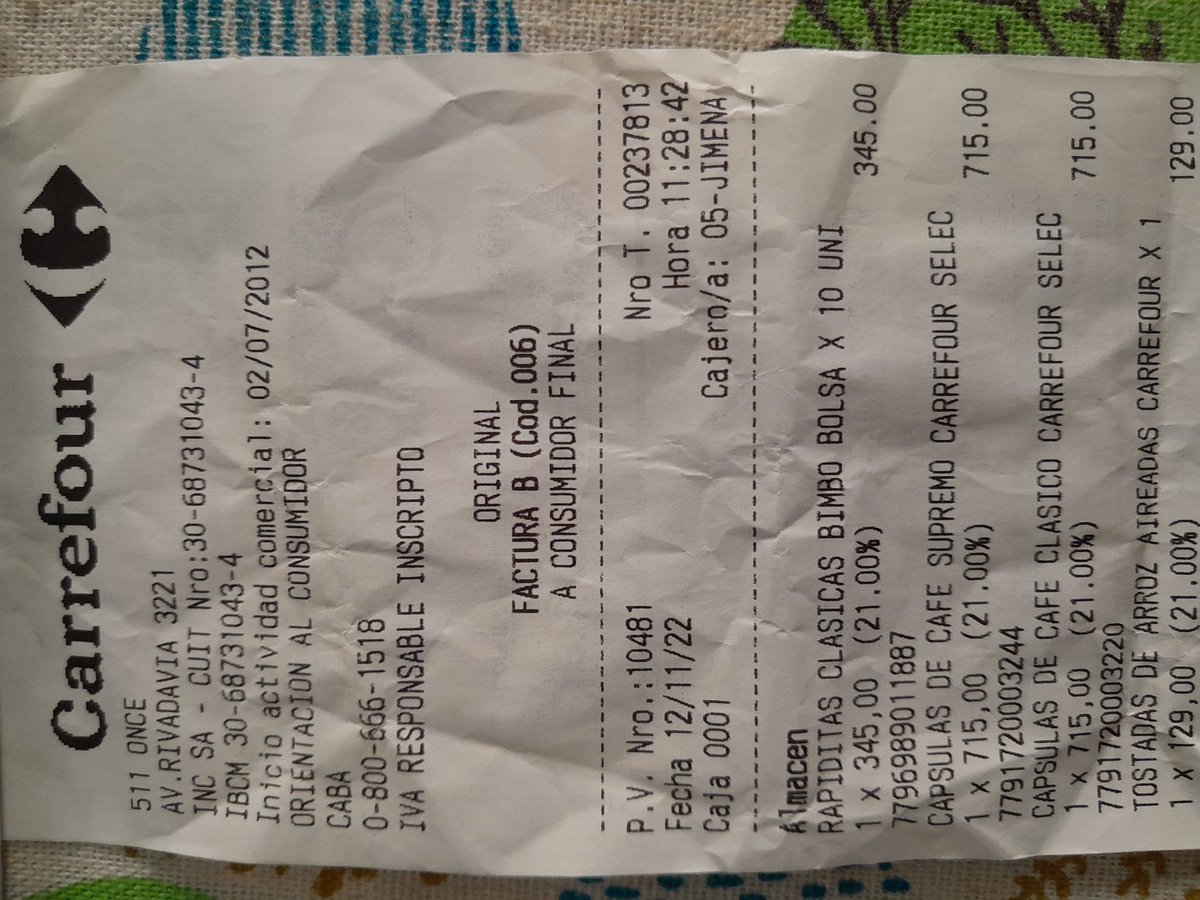 Carrefour
511 ONCE
AV.RIVADAVIA 3221
INC SA - CUIT Nro:30-68731043-4
IBCM 30-68731043-4
Inicio actividad comercial: 02/07/2012
ORIENTACION AL CONSUMIDOR
CABA
0-800-666-1518
IVA RESPONSABLE INSCRIPTO
ORIGINAL
FACTURA B (Cod.006)
A CONSUMIDOR FINAL
P.V. Nro.:10481 Nro T. 00237813
Fecha 12/11/22 Hora 11:28:42
Caja 0001 Cajero/a: 05-JIMENA
Almacen
RAPIDITAS CLASICAS BIMBO BOLSA X 10 UNI
1 x 345,00 (21.00%) 345.00
7796989011887
CAPSULAS DE CAFE SUPREMO CARREFOUR SELEC
1 x 715,00 (21.00%) 715.00
7791720003244
CAPSULAS DE CAFE CLASICO CARREFOUR SELEC
1 x 715,00 (21.00%) 715.00
7791720003220
TOSTADAS DE ARROZ AIREADAS CARREFOUR X 1
1 x 129,00 (21.00%) 129.00